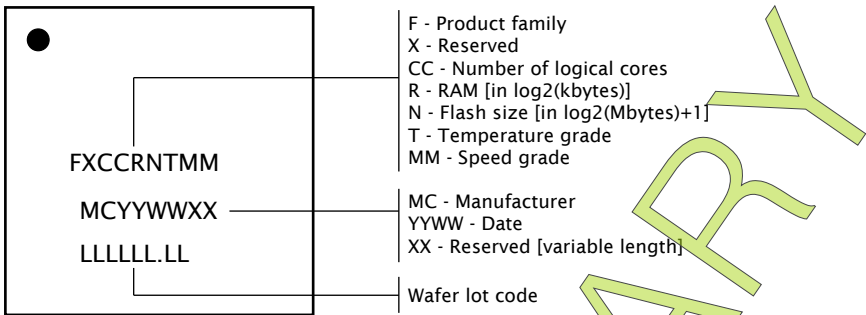 F - Product family
X - Reserved
CC - Number of logical cores
R - RAM [in log2(kbytes)]
N - Flash size [in log2(Mbytes)+1]
T - Temperature grade
MM - Speed grade
FXCCRNTMM
MCYYWWXX
MC - Manufacturer
YYWW - Date
XX - Reserved [variable length]
LLLLLL.LL
Wafer lot code
ARY